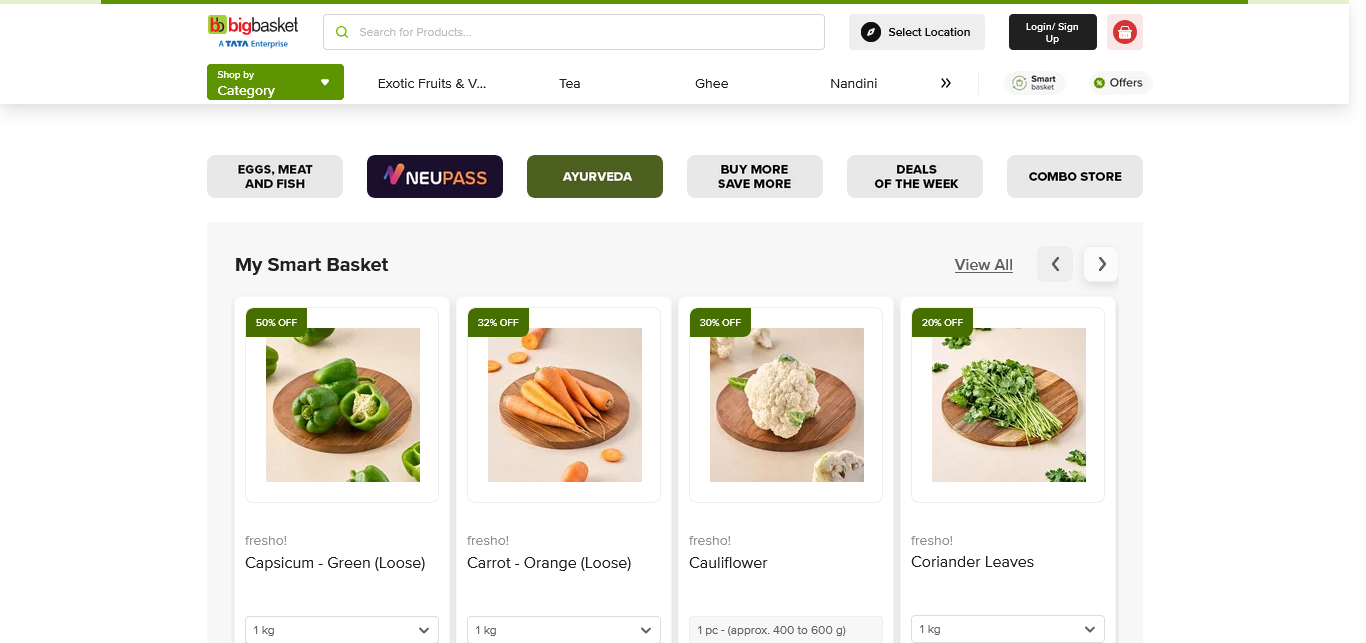 bb bigbasket
A TATA Enterprise
Search for Products...
Select Location
Login/ Sign
Up
Shop by
Category
Exotic Fruits & V...
Tea
Ghee
Nandini
Smart
basket
Offers
EGGS, MEAT
AND FISH
NEUPASS
AYURVEDA
BUY MORE
SAVE MORE
DEALS
OF THE WEEK
COMBO STORE
My Smart Basket
View All
50% OFF
32% OFF
30% OFF
20% OFF
fresho!
Capsicum - Green (Loose)
1 kg
fresho!
Carrot - Orange (Loose)
1 kg
fresho!
Cauliflower
1 pc - (approx. 400 to 600 g)
fresho!
Coriander Leaves
1 kg